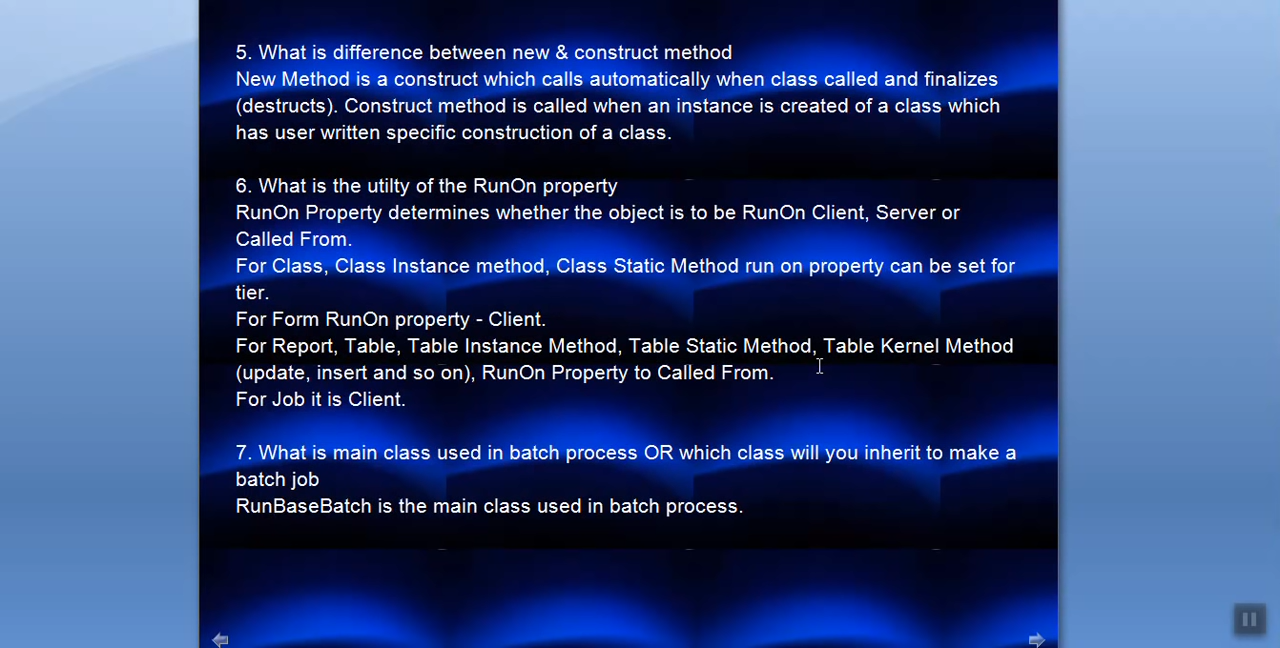 5. What is difference between new & construct method
New Method is a construct which calls automatically when class called and finalizes
(destructs). Construct method is called when an instance is created of a class which
has user written specific construction of a class.
6. What is the utilty of the RunOn property
RunOn Property determines whether the object is to be RunOn Client, Server or
Called From.
For Class, Class Instance method, Class Static Method run on property can be set for
tier.
For Form RunOn property - Client.
For Report, Table, Table Instance Method, Table Static Method, Table Kernel Method
(update, insert and so on), RunOn Property to Called From.
For Job it is Client.
7. What is main class used in batch process OR which class will you inherit to make a
batch job
RunBaseBatch is the main class used in batch process.